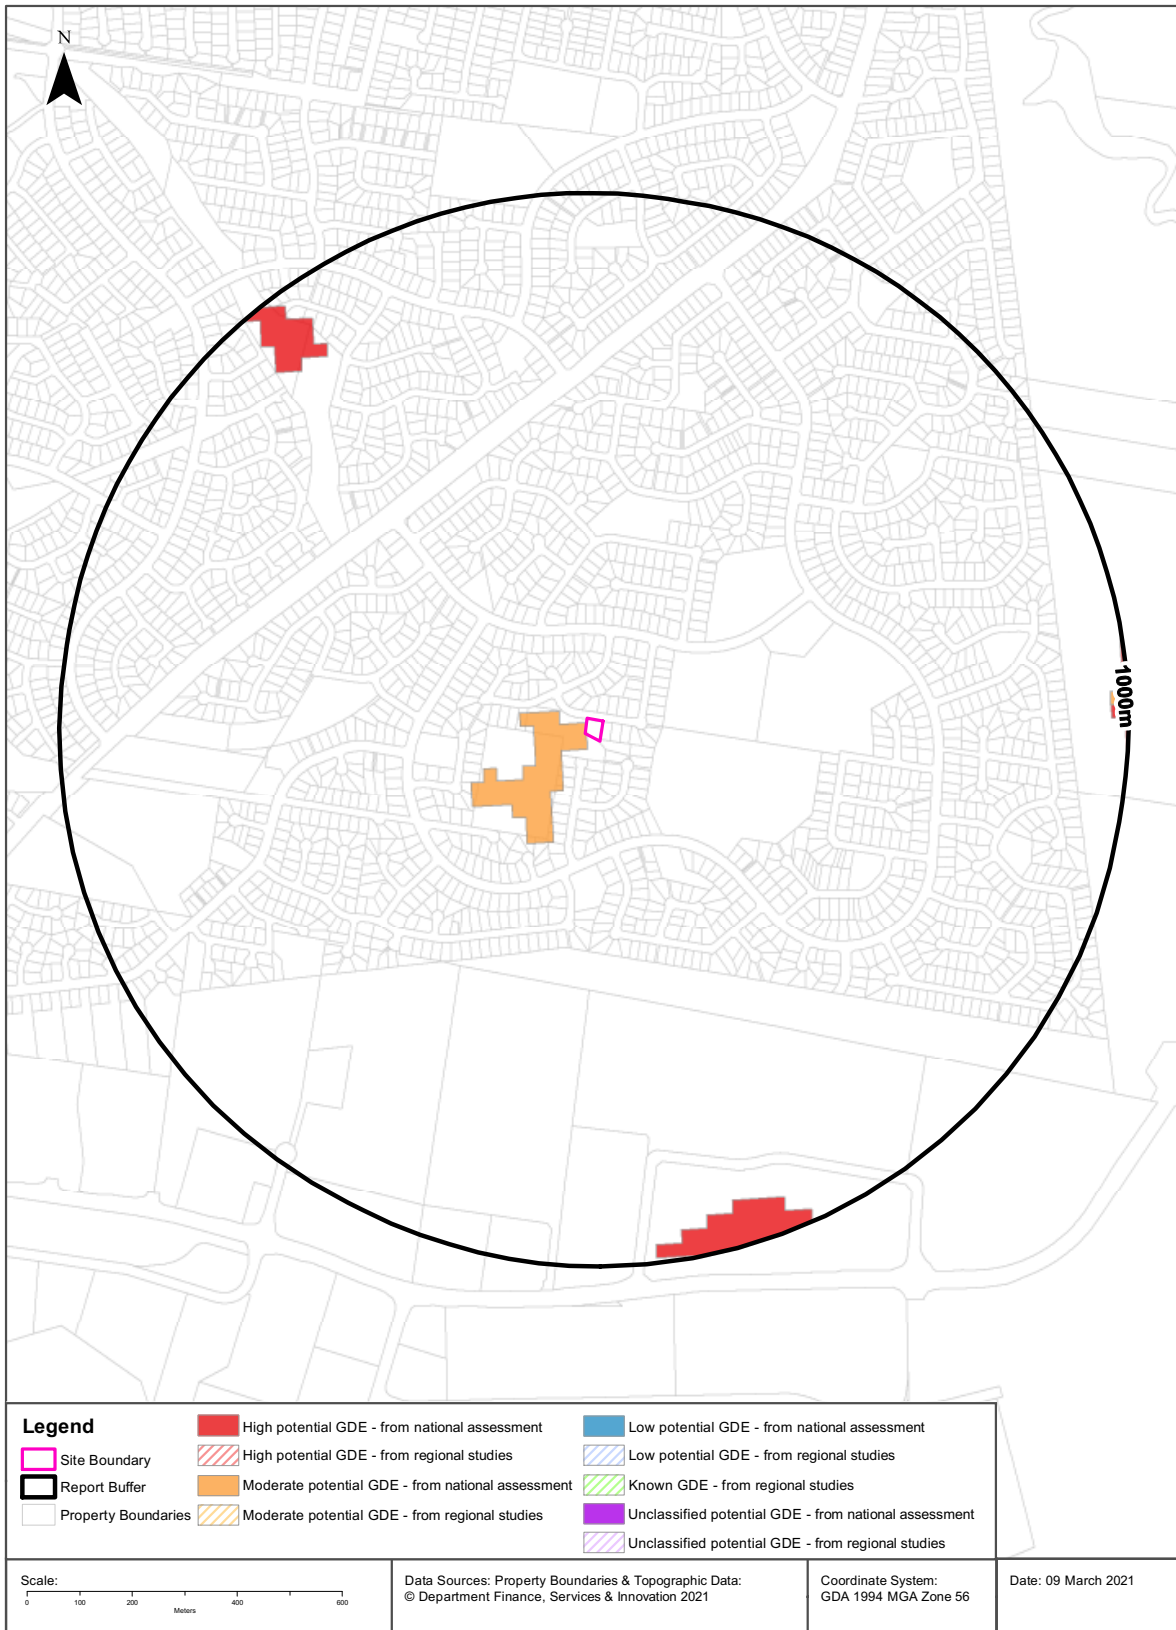 N
1000m
Legend
Site Boundary
Report Buffer
Property Boundaries
High potential GDE - from national assessment
High potential GDE - from regional studies
Moderate potential GDE - from national assessment
Moderate potential GDE - from regional studies
Low potential GDE - from national assessment
Low potential GDE - from regional studies
Known GDE - from regional studies
Unclassified potential GDE - from national assessment
Unclassified potential GDE - from regional studies
Scale:
0 100 200 400 600
Meters
Data Sources: Property Boundaries & Topographic Data:
© Department Finance, Services & Innovation 2021
Coordinate System:
GDA 1994 MGA Zone 56
Date: 09 March 2021